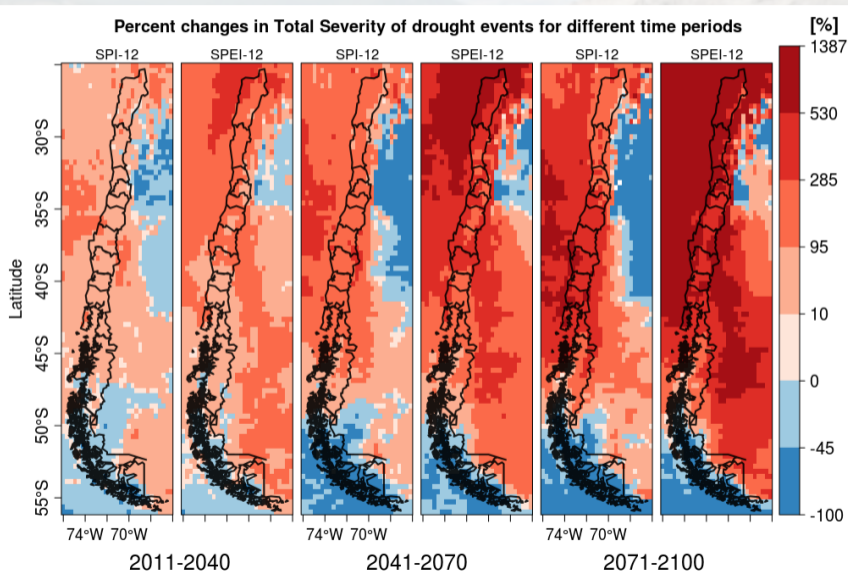 Percent changes in Total Severity of drought events for different time periods
[%]
SPI-12 SPEI-12 SPI-12 SPEI-12 SPI-12 SPEI-12
1387
530
285
95
10
0
-45
-100
Latitude
30°S
35°S
40°S
45°S
50°S
55°S
74°W 70°W 74°W 70°W 74°W 70°W
2011-2040 2041-2070 2071-2100